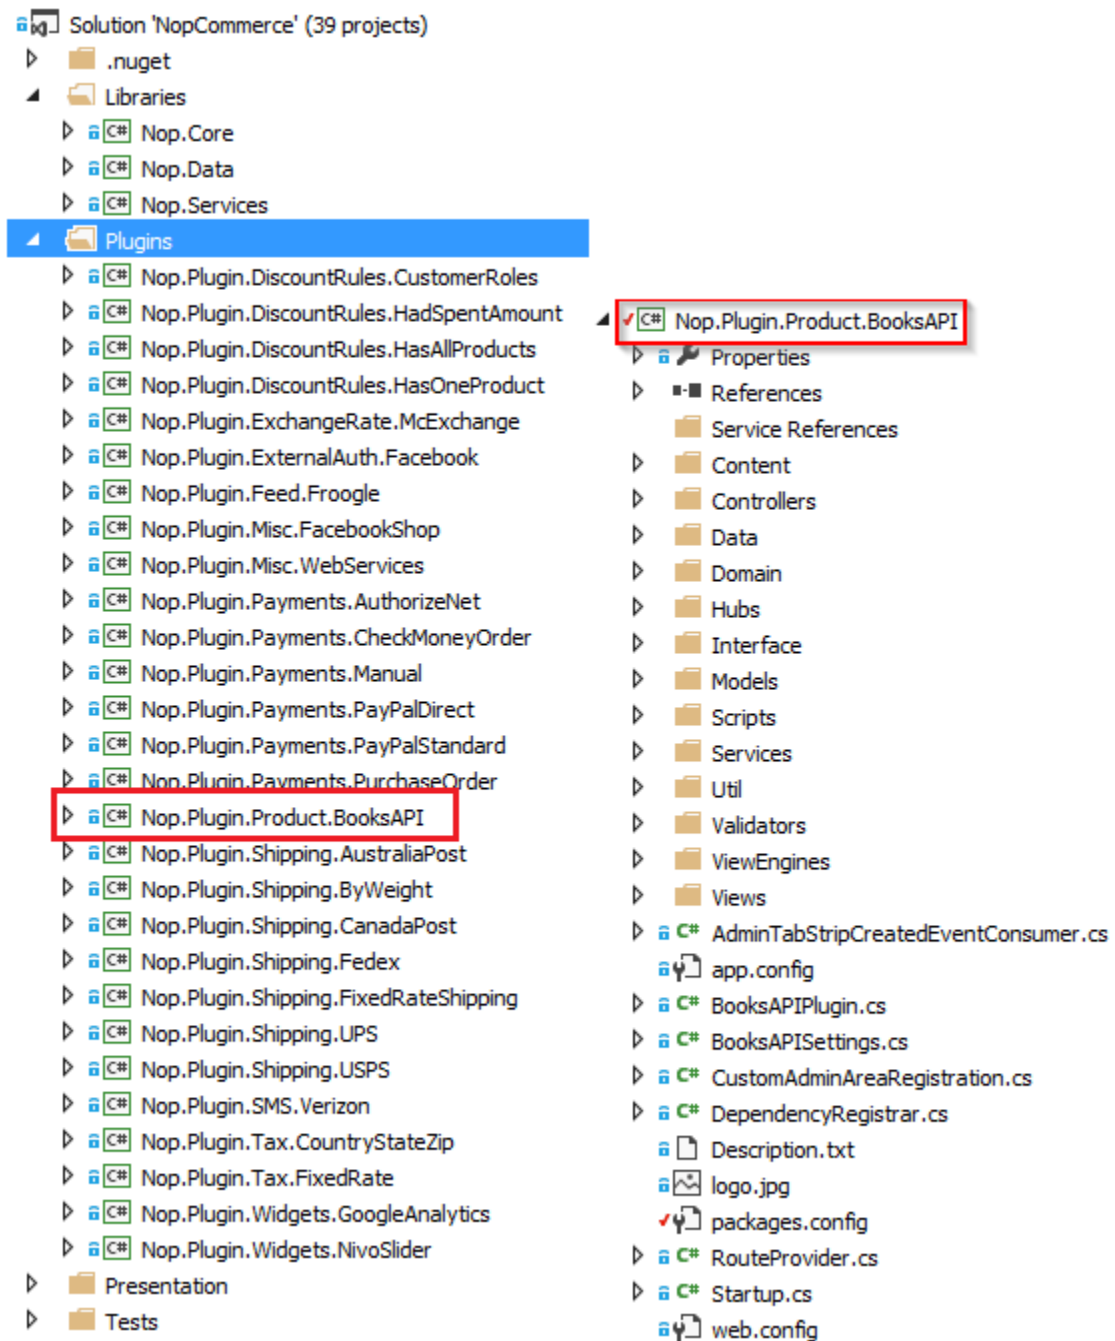 Solution 'NopCommerce' (39 projects)
.nuget
Libraries
C# Nop.Core
C# Nop.Data
C# Nop.Services
Plugins
C# Nop.Plugin.DiscountRules.CustomerRoles
C# Nop.Plugin.DiscountRules.HadSpentAmount
C# Nop.Plugin.DiscountRules.HasAllProducts
C# Nop.Plugin.DiscountRules.HasOneProduct
C# Nop.Plugin.ExchangeRate.McExchange
C# Nop.Plugin.ExternalAuth.Facebook
C# Nop.Plugin.Feed.Froogle
C# Nop.Plugin.Misc.FacebookShop
C# Nop.Plugin.Misc.WebServices
C# Nop.Plugin.Payments.AuthorizeNet
C# Nop.Plugin.Payments.CheckMoneyOrder
C# Nop.Plugin.Payments.Manual
C# Nop.Plugin.Payments.PayPalDirect
C# Nop.Plugin.Payments.PayPalStandard
C# Nop.Plugin.Payments.PurchaseOrder
C# Nop.Plugin.Product.BooksAPI
C# Nop.Plugin.Shipping.AustraliaPost
C# Nop.Plugin.Shipping.ByWeight
C# Nop.Plugin.Shipping.CanadaPost
C# Nop.Plugin.Shipping.Fedex
C# Nop.Plugin.Shipping.FixedRateShipping
C# Nop.Plugin.Shipping.UPS
C# Nop.Plugin.Shipping.USPS
C# Nop.Plugin.SMS.Verizon
C# Nop.Plugin.Tax.CountryStateZip
C# Nop.Plugin.Tax.FixedRate
C# Nop.Plugin.Widgets.GoogleAnalytics
C# Nop.Plugin.Widgets.NivoSlider
Presentation
Tests
C# Nop.Plugin.Product.BooksAPI
Properties
References
Service References
Content
Controllers
Data
Domain
Hubs
Interface
Models
Scripts
Services
Util
Validators
ViewEngines
Views
C# AdminTabStripCreatedEventConsumer.cs
app.config
C# BooksAPIPlugin.cs
C# BooksAPISettings.cs
C# CustomAdminAreaRegistration.cs
C# DependencyRegistrar.cs
Description.txt
logo.jpg
packages.config
C# RouteProvider.cs
C# Startup.cs
web.config